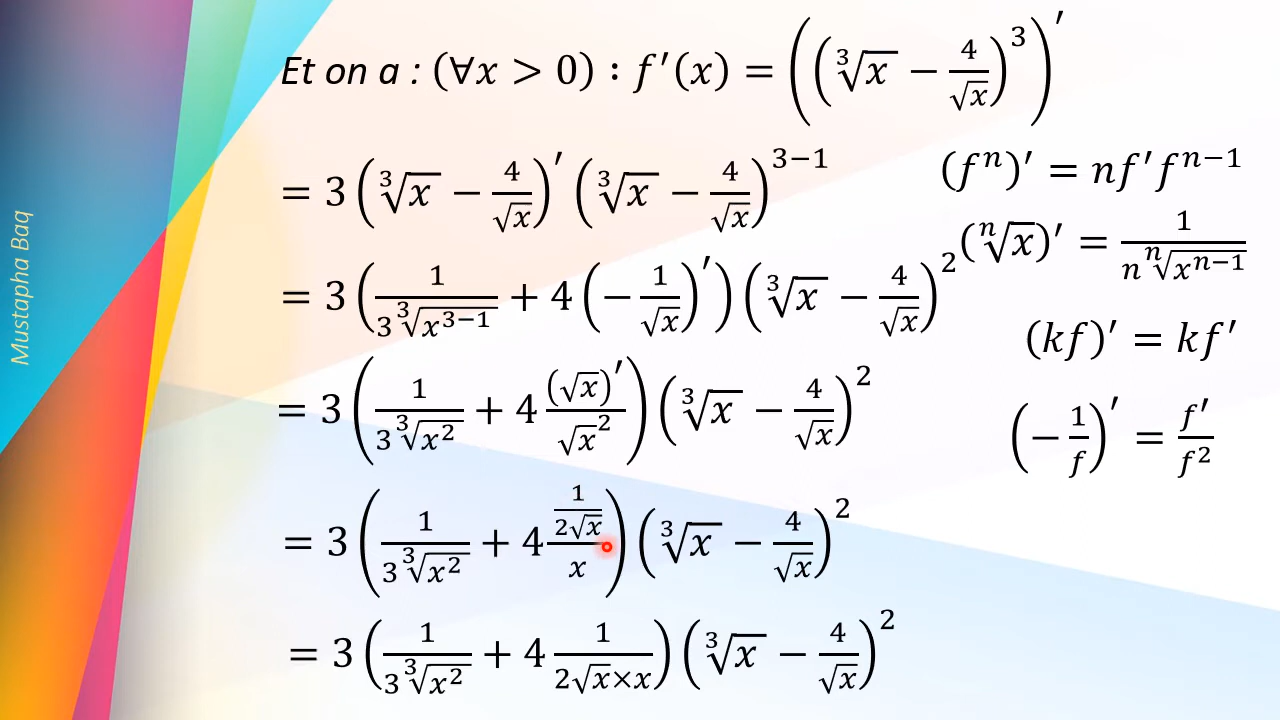 Et on a : (∀x > 0) : f′(x) = ((∛x − 4/√x)³)′
= 3(∛x − 4/√x)′(∛x − 4/√x)³⁻¹
(fⁿ)′ = nf′fⁿ⁻¹
(ⁿ√x)′ = 1/(n ⁿ√(xⁿ⁻¹))
= 3(1/(3∛(x³⁻¹)) + 4(−1/√x)′)(∛x − 4/√x)²
(kf)′ = kf′
= 3(1/(3∛(x²)) + 4 (√x)′/√x²)(∛x − 4/√x)²
(−1/f)′ = f′/f²
= 3(1/(3∛(x²)) + 4 (1/(2√x))/x)(∛x − 4/√x)²
= 3(1/(3∛(x²)) + 4 1/(2√x×x))(∛x − 4/√x)²
Mustapha Baq